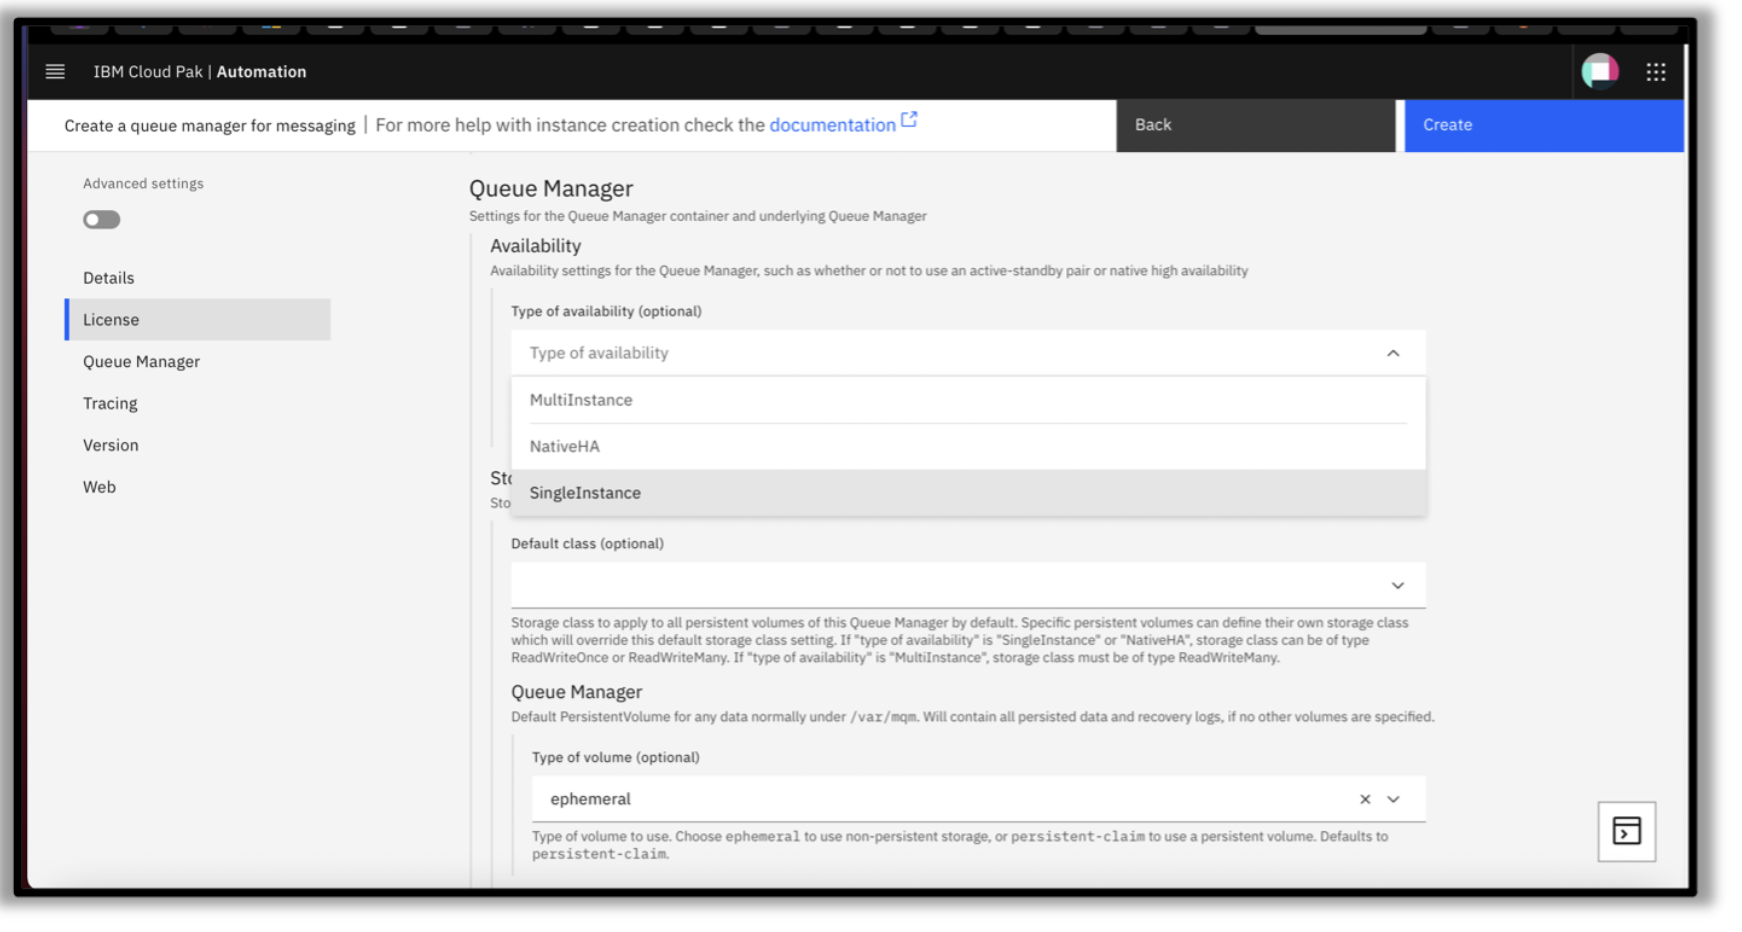 IBM Cloud Pak | Automation
Create a queue manager for messaging | For more help with instance creation check the documentation
Back
Create
Advanced settings
Details
License
Queue Manager
Tracing
Version
Web
Queue Manager
Settings for the Queue Manager container and underlying Queue Manager
Availability
Availability settings for the Queue Manager, such as whether or not to use an active-standby pair or native high availability
Type of availability (optional)
Type of availability
MultiInstance
NativeHA
SingleInstance
Sto
Sto
Default class (optional)
Storage class to apply to all persistent volumes of this Queue Manager by default. Specific persistent volumes can define their own storage class
which will override this default storage class setting. If "type of availability" is "SingleInstance" or "NativeHA", storage class can be of type
ReadWriteOnce or ReadWriteMany. If "type of availability" is "MultiInstance", storage class must be of type ReadWriteMany.
Queue Manager
Default PersistentVolume for any data normally under /var/mqm. Will contain all persisted data and recovery logs, if no other volumes are specified.
Type of volume (optional)
ephemeral
Type of volume to use. Choose ephemeral to use non-persistent storage, or persistent-claim to use a persistent volume. Defaults to
persistent-claim.